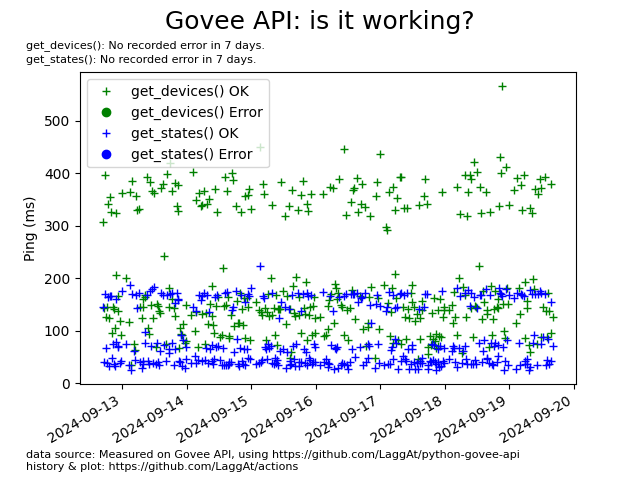 Govee API: is it working?
get_devices(): No recorded error in 7 days.
get_states(): No recorded error in 7 days.
get_devices() OK
get_devices() Error
get_states() OK
get_states() Error
Ping (ms)
500
400
300
200
100
0
2024-09-13
2024-09-14
2024-09-15
2024-09-16
2024-09-17
2024-09-18
2024-09-19
2024-09-20
data source: Measured on Govee API, using https://github.com/LaggAt/python-govee-api
history & plot: https://github.com/LaggAt/actions